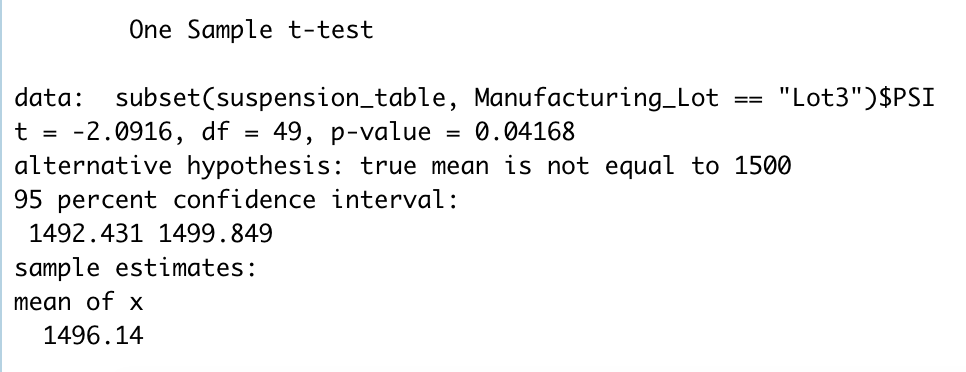 One Sample t-test
data:  subset(suspension_table, Manufacturing_Lot == "Lot3")$PSI
t = -2.0916, df = 49, p-value = 0.04168
alternative hypothesis: true mean is not equal to 1500
95 percent confidence interval:
 1492.431 1499.849
sample estimates:
mean of x
  1496.14